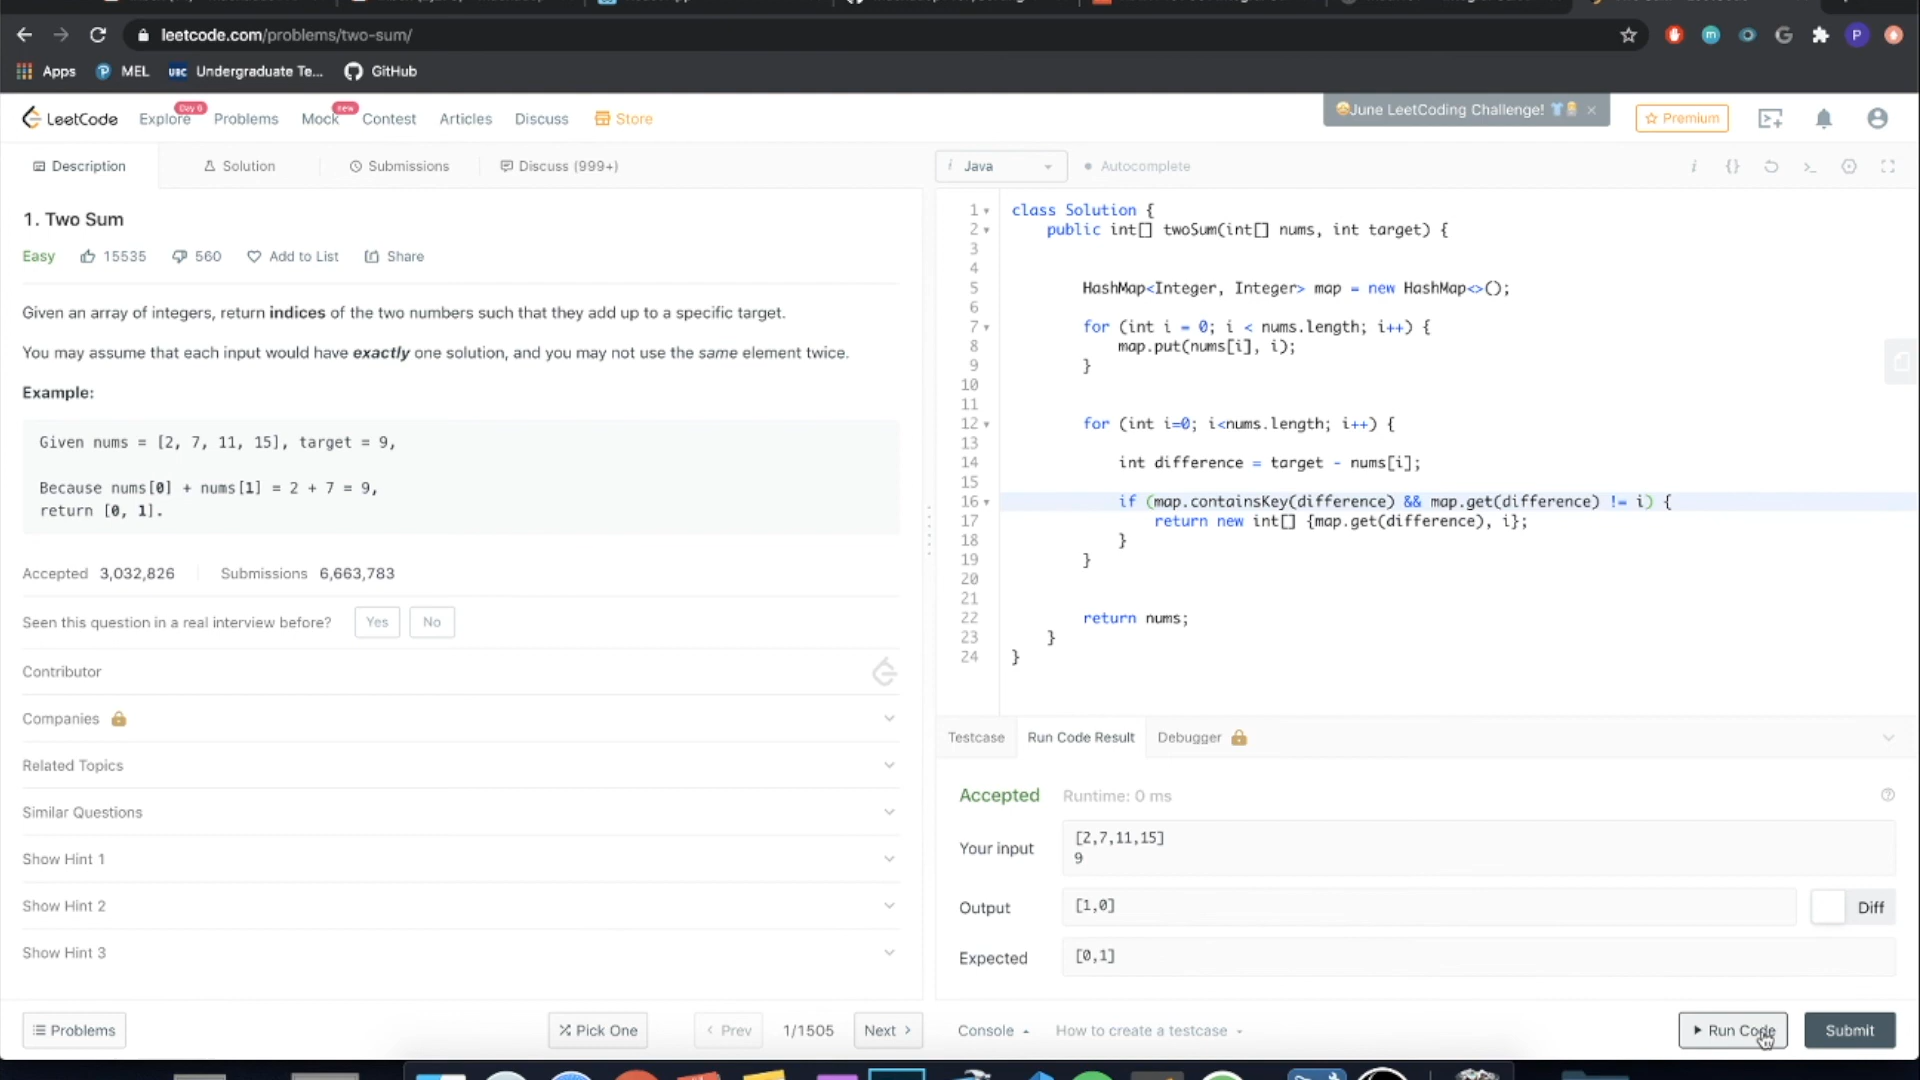 leetcode.com/problems/two-sum/
Apps MEL UBC Undergraduate Te... GitHub
LeetCode Explore Day 6 Problems Mock new Contest Articles Discuss Store June LeetCoding Challenge! × Premium
Description Solution Submissions Discuss (999+)
i Java Autocomplete
1. Two Sum
Easy 15535 560 Add to List Share
Given an array of integers, return indices of the two numbers such that they add up to a specific target.
You may assume that each input would have exactly one solution, and you may not use the same element twice.
Example:
Given nums = [2, 7, 11, 15], target = 9,
Because nums[0] + nums[1] = 2 + 7 = 9,
return [0, 1].
Accepted 3,032,826 Submissions 6,663,783
Seen this question in a real interview before? Yes No
Contributor
Companies
Related Topics
Similar Questions
Show Hint 1
Show Hint 2
Show Hint 3
Problems Pick One < Prev 1/1505 Next >
1 class Solution {
2 public int[] twoSum(int[] nums, int target) {
3
4
5 HashMap<Integer, Integer> map = new HashMap<>();
6
7 for (int i = 0; i < nums.length; i++) {
8 map.put(nums[i], i);
9 }
10
11
12 for (int i=0; i<nums.length; i++) {
13
14 int difference = target - nums[i];
15
16 if (map.containsKey(difference) && map.get(difference) != i) {
17 return new int[] {map.get(difference), i};
18 }
19 }
20
21
22 return nums;
23 }
24 }
Testcase Run Code Result Debugger
Accepted Runtime: 0 ms
Your input
[2,7,11,15]
9
Output [1,0] Diff
Expected [0,1]
Console How to create a testcase Run Code Submit